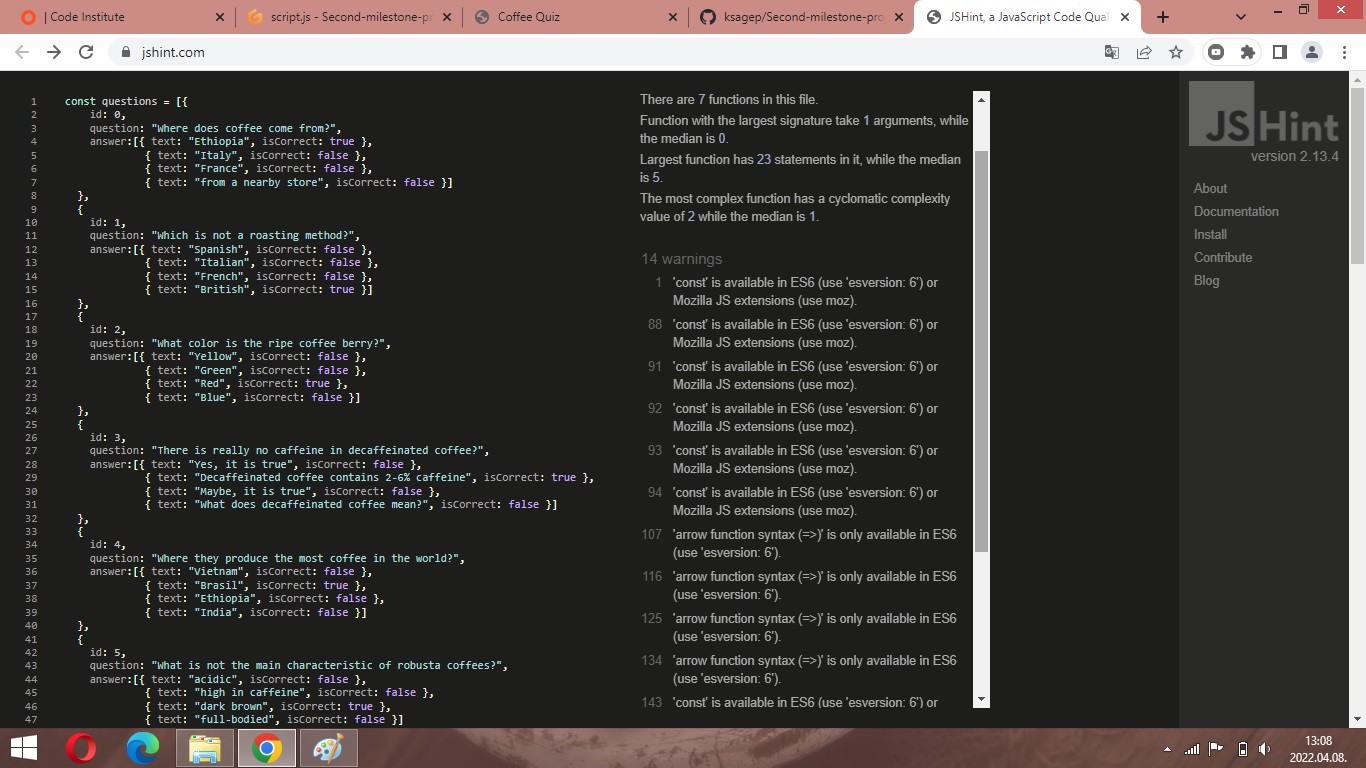 | Code Institute
script.js - Second-milestone-pr
Coffee Quiz
ksagep/Second-milestone-pro
JSHint, a JavaScript Code Qual
jshint.com
1 const questions = [{
2 id: 0,
3 question: "Where does coffee come from?",
4 answer:[{ text: "Ethiopia", isCorrect: true },
5 { text: "Italy", isCorrect: false },
6 { text: "France", isCorrect: false },
7 { text: "from a nearby store", isCorrect: false }]
8 },
9 {
10 id: 1,
11 question: "Which is not a roasting method?",
12 answer:[{ text: "Spanish", isCorrect: false },
13 { text: "Italian", isCorrect: false },
14 { text: "French", isCorrect: false },
15 { text: "British", isCorrect: true }]
16 },
17 {
18 id: 2,
19 question: "What color is the ripe coffee berry?",
20 answer:[{ text: "Yellow", isCorrect: false },
21 { text: "Green", isCorrect: false },
22 { text: "Red", isCorrect: true },
23 { text: "Blue", isCorrect: false }]
24 },
25 {
26 id: 3,
27 question: "There is really no caffeine in decaffeinated coffee?",
28 answer:[{ text: "Yes, it is true", isCorrect: false },
29 { text: "Decaffeinated coffee contains 2-6% caffeine", isCorrect: true },
30 { text: "Maybe, it is true", isCorrect: false },
31 { text: "What does decaffeinated coffee mean?", isCorrect: false }]
32 },
33 {
34 id: 4,
35 question: "Where they produce the most coffee in the world?",
36 answer:[{ text: "Vietnam", isCorrect: false },
37 { text: "Brasil", isCorrect: true },
38 { text: "Ethiopia", isCorrect: false },
39 { text: "India", isCorrect: false }]
40 },
41 {
42 id: 5,
43 question: "What is not the main characteristic of robusta coffees?",
44 answer:[{ text: "acidic", isCorrect: false },
45 { text: "high in caffeine", isCorrect: false },
46 { text: "dark brown", isCorrect: true },
47 { text: "full-bodied", isCorrect: false }]
There are 7 functions in this file.
Function with the largest signature take 1 arguments, while
the median is 0.
Largest function has 23 statements in it, while the median
is 5.
The most complex function has a cyclomatic complexity
value of 2 while the median is 1.
14 warnings
1 'const' is available in ES6 (use 'esversion: 6') or
Mozilla JS extensions (use moz).
88 'const' is available in ES6 (use 'esversion: 6') or
Mozilla JS extensions (use moz).
91 'const' is available in ES6 (use 'esversion: 6') or
Mozilla JS extensions (use moz).
92 'const' is available in ES6 (use 'esversion: 6') or
Mozilla JS extensions (use moz).
93 'const' is available in ES6 (use 'esversion: 6') or
Mozilla JS extensions (use moz).
94 'const' is available in ES6 (use 'esversion: 6') or
Mozilla JS extensions (use moz).
107 'arrow function syntax (=>)' is only available in ES6
(use 'esversion: 6').
116 'arrow function syntax (=>)' is only available in ES6
(use 'esversion: 6').
125 'arrow function syntax (=>)' is only available in ES6
(use 'esversion: 6').
134 'arrow function syntax (=>)' is only available in ES6
(use 'esversion: 6').
143 'const' is available in ES6 (use 'esversion: 6') or
JSHint
version 2.13.4
About
Documentation
Install
Contribute
Blog
13:08
2022.04.08.